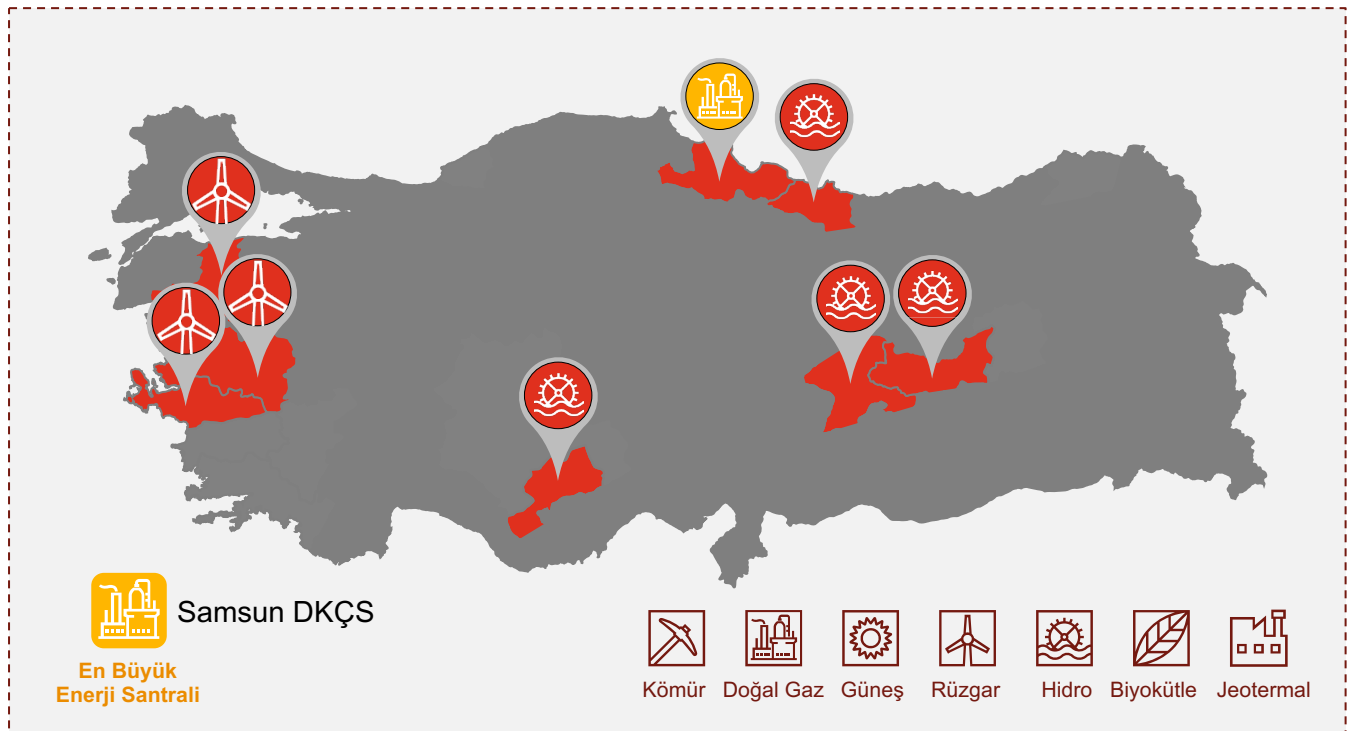 Samsun DKÇS
En Büyük
Enerji Santrali
Kömür Doğal Gaz Güneş Rüzgar Hidro Biyokütle Jeotermal